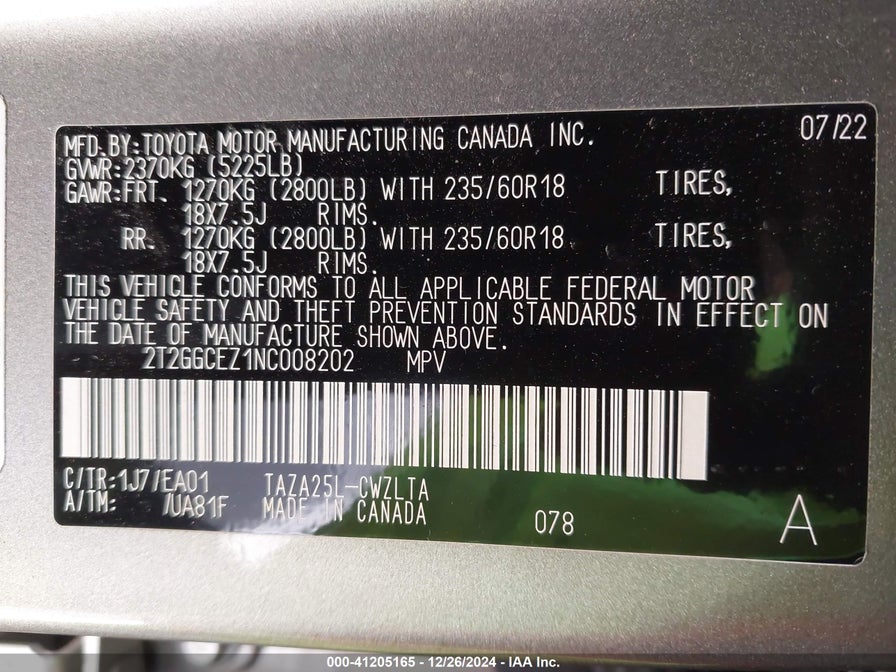 07/22
MFD.BY:TOYOTA MOTOR MANUFACTURING CANADA INC.
GVWR:2370KG (5225LB)
GAWR:FRT. 1270KG (2800LB) WITH 235/60R18 TIRES,
18X7.5J RIMS.
RR. 1270KG (2800LB) WITH 235/60R18 TIRES,
18X7.5J RIMS.
THIS VEHICLE CONFORMS TO ALL APPLICABLE FEDERAL MOTOR
VEHICLE SAFETY AND THEFT PREVENTION STANDARDS IN EFFECT ON
THE DATE OF MANUFACTURE SHOWN ABOVE.
2T2GGCEZ1NC008202 MPV
C/TR:1J7/EA01 TAZA25L-CWZLTA
A/TM: /UA81F MADE IN CANADA
078
A
000-41205165 - 12/26/2024 - IAA Inc.